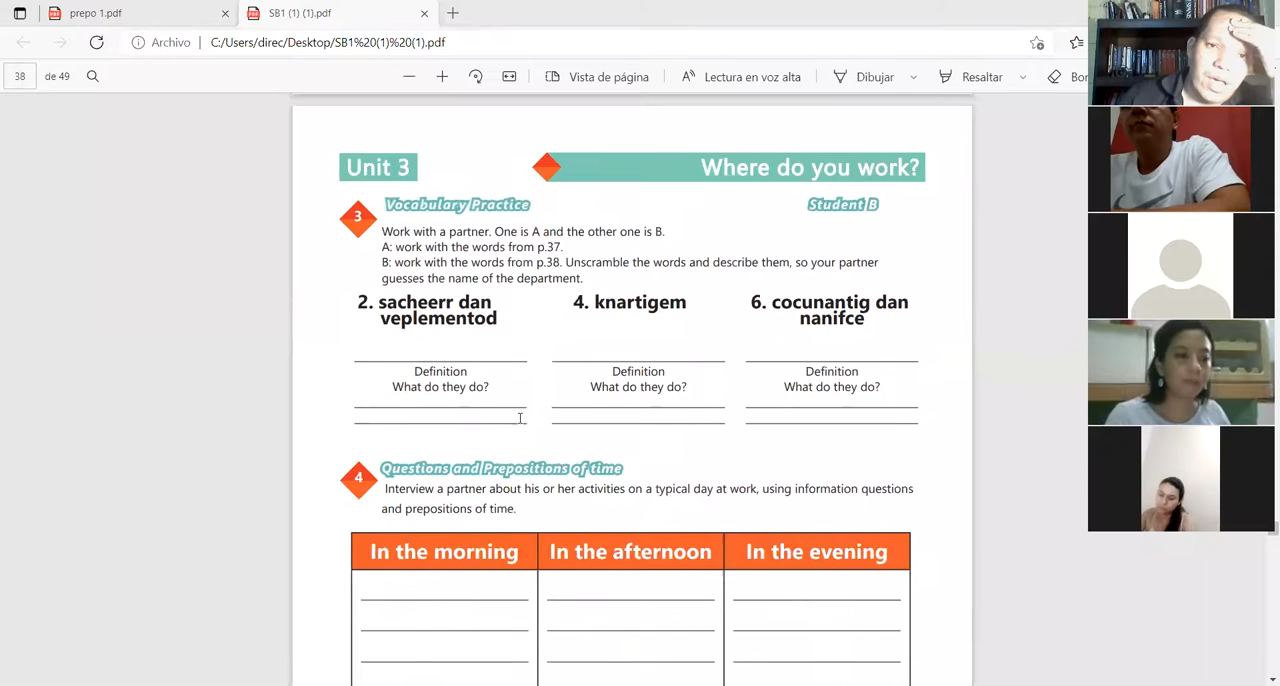 prepo 1.pdf
SB1 (1) (1).pdf
Archivo
C:/Users/direc/Desktop/SB1%20(1)%20(1).pdf
38
de 49
Vista de página
Lectura en voz alta
Dibujar
Resaltar
Unit 3
Where do you work?
3
Vocabulary Practice
Student B
Work with a partner. One is A and the other one is B.
A: work with the words from p.37.
B: work with the words from p.38. Unscramble the words and describe them, so your partner
guesses the name of the department.
2. sacheerr dan
veplementod
4. knartigem
6. cocunantig dan
nanifce
Definition
What do they do?
Definition
What do they do?
Definition
What do they do?
4
Questions and Prepositions of time
Interview a partner about his or her activities on a typical day at work, using information questions
and prepositions of time.
In the morning
In the afternoon
In the evening